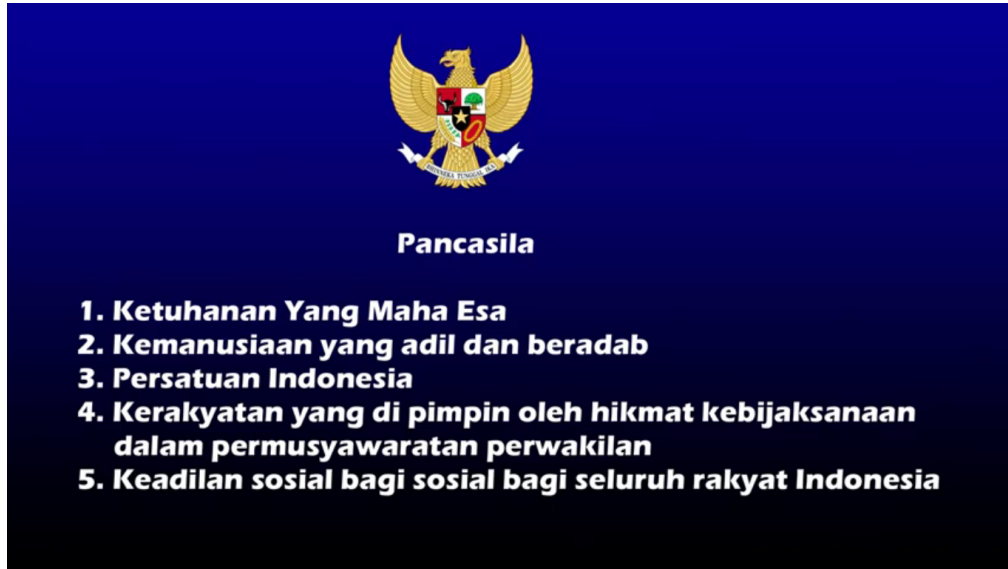 BHINNEKA TUNGGAL IKA
Pancasila
1. Ketuhanan Yang Maha Esa
2. Kemanusiaan yang adil dan beradab
3. Persatuan Indonesia
4. Kerakyatan yang di pimpin oleh hikmat kebijaksanaan
dalam permusyawaratan perwakilan
5. Keadilan sosial bagi sosial bagi seluruh rakyat Indonesia